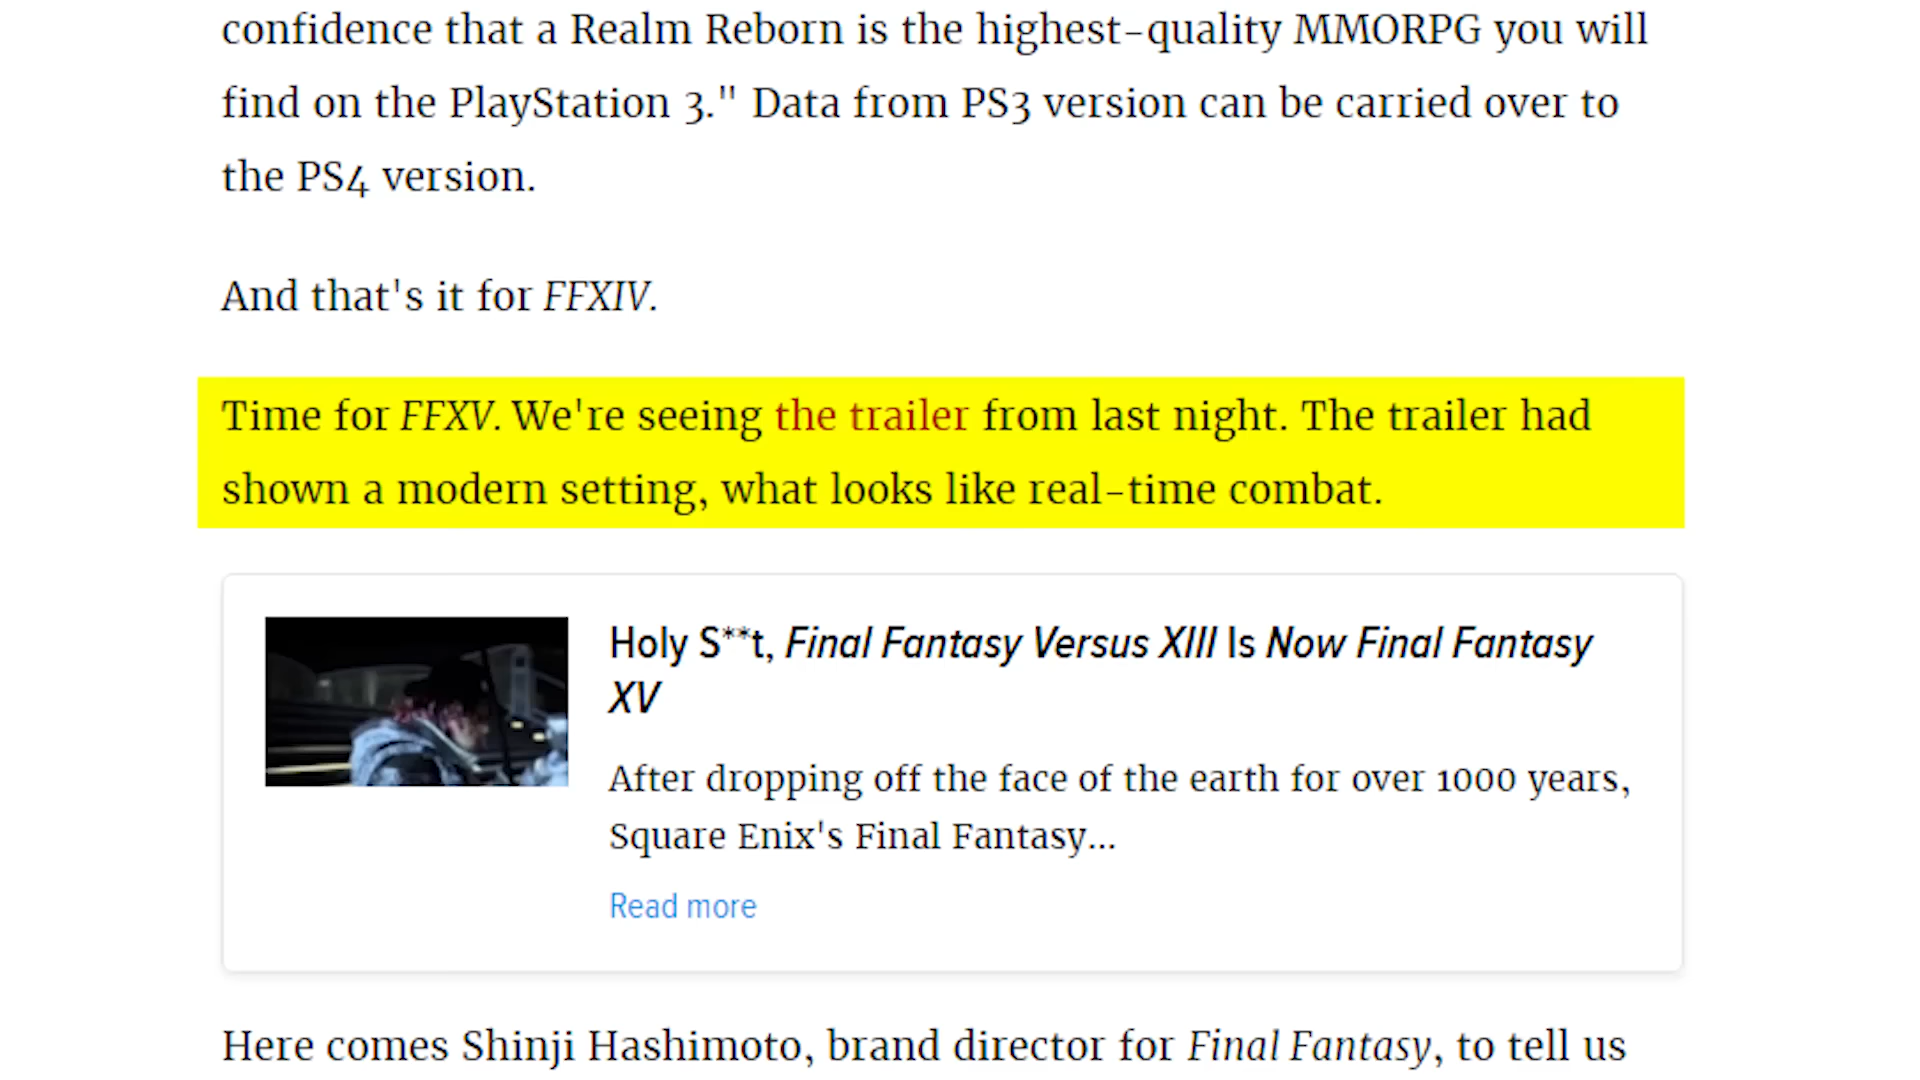 confidence that a Realm Reborn is the highest-quality MMORPG you will
find on the PlayStation 3." Data from PS3 version can be carried over to
the PS4 version.
And that's it for FFXIV.
Time for FFXV. We're seeing the trailer from last night. The trailer had
shown a modern setting, what looks like real-time combat.
Holy S**t, Final Fantasy Versus XIII Is Now Final Fantasy
XV
After dropping off the face of the earth for over 1000 years,
Square Enix's Final Fantasy...
Read more
Here comes Shinji Hashimoto, brand director for Final Fantasy, to tell us